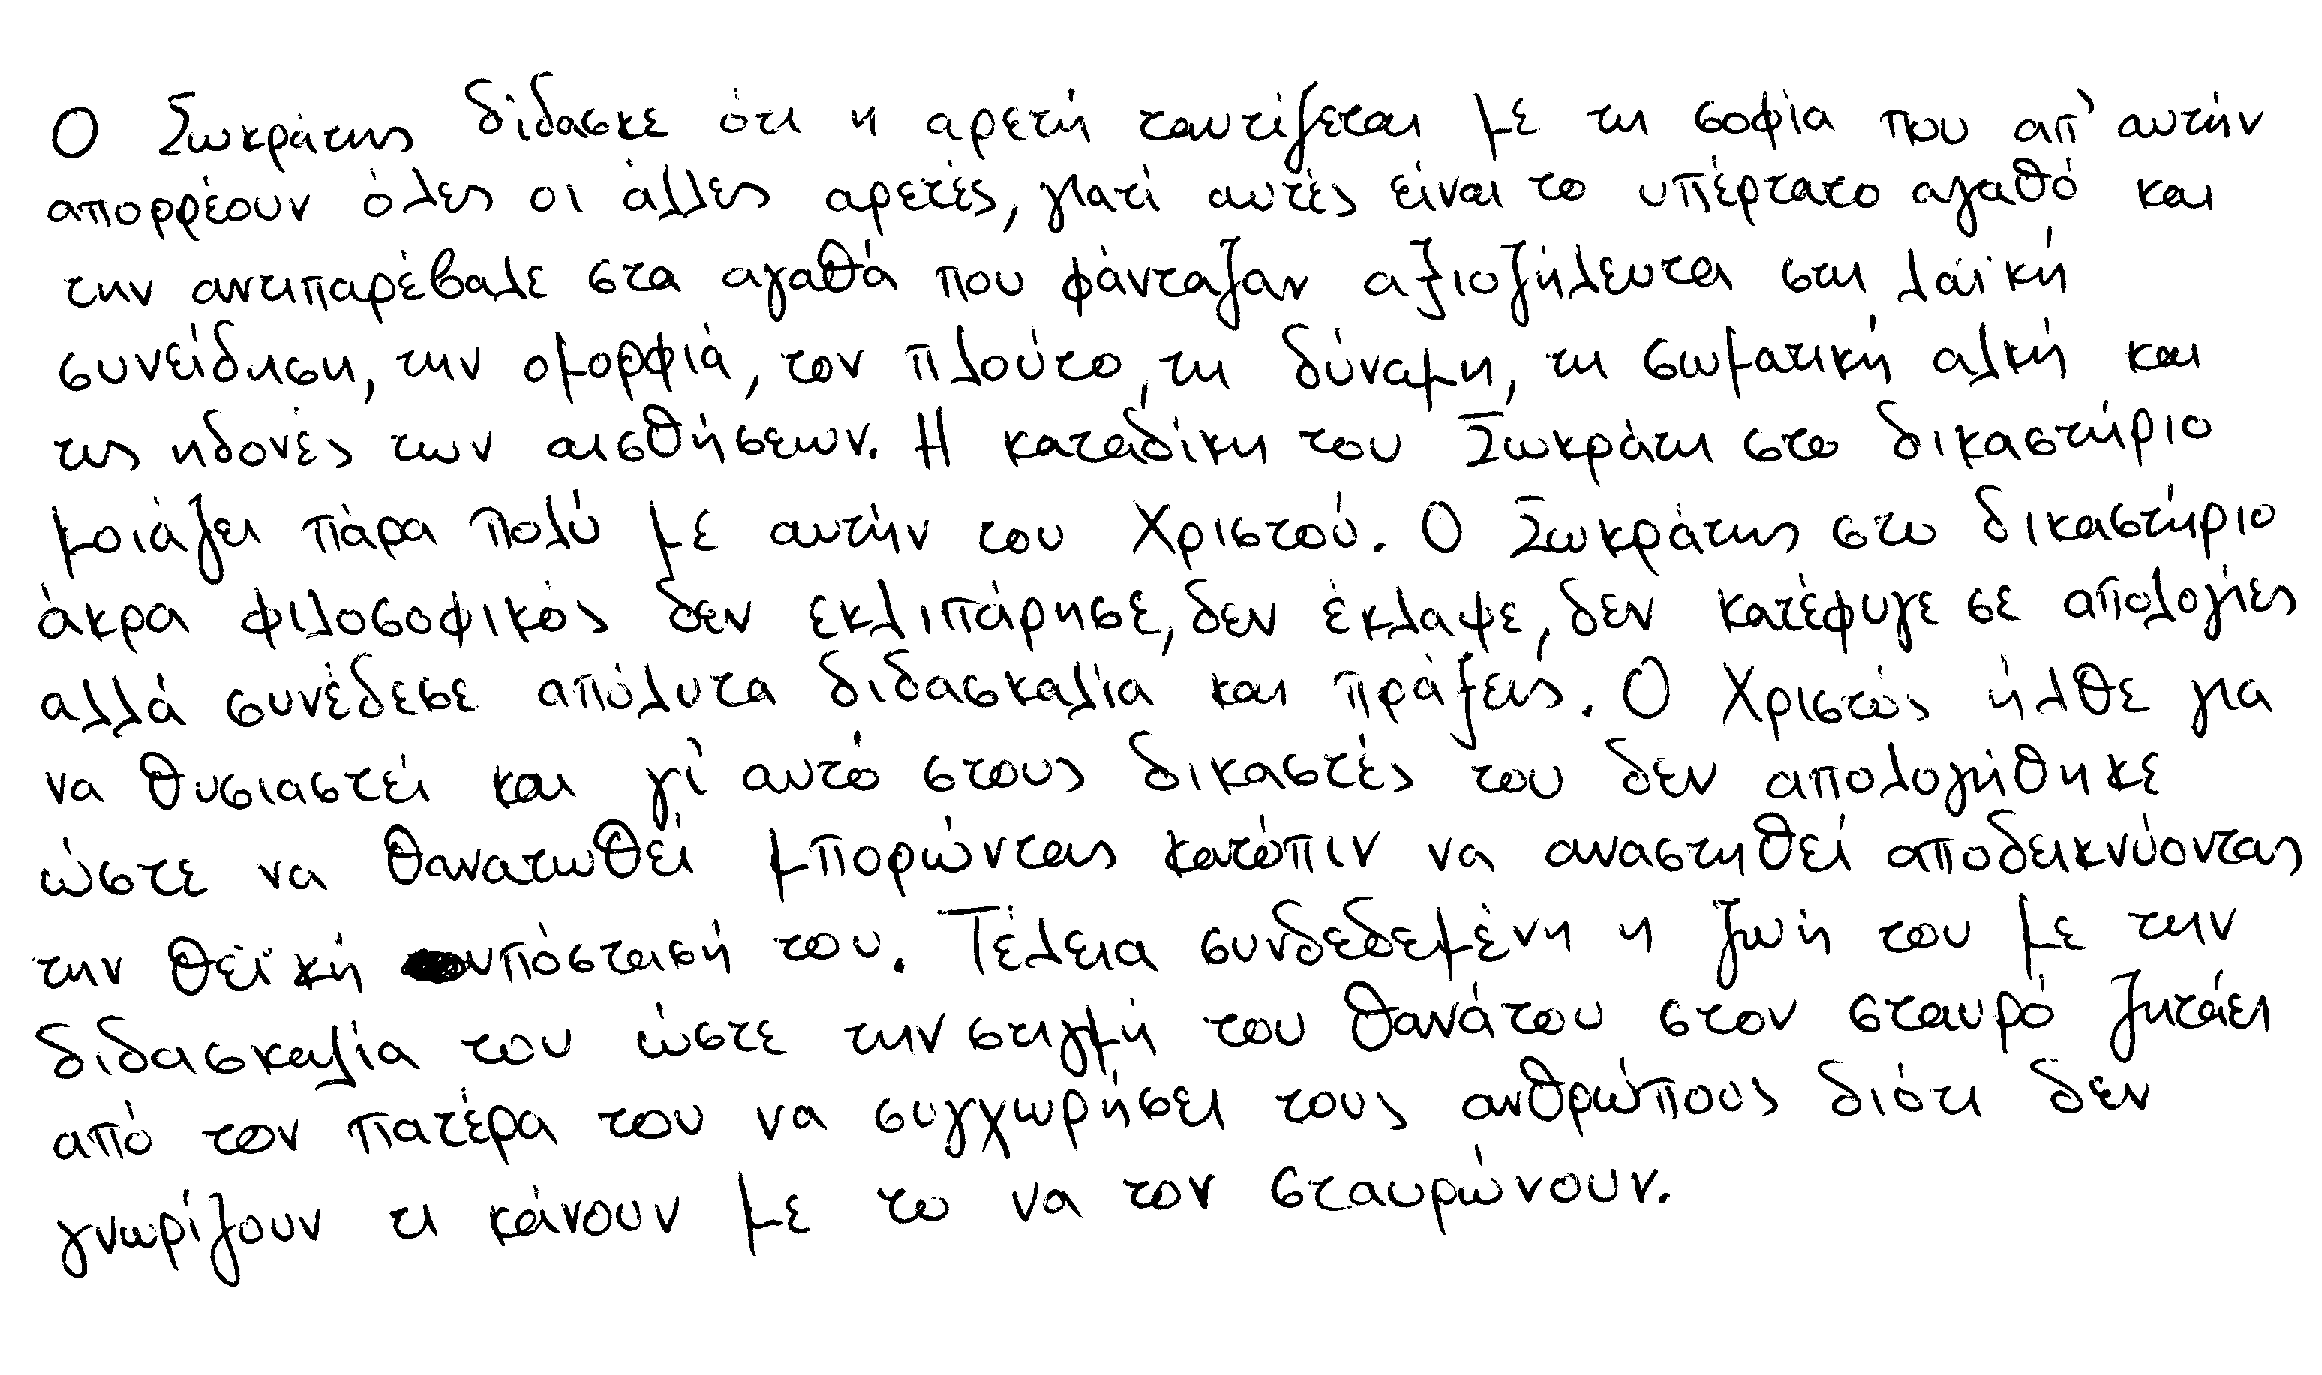 Ο Σωκράτης δίδασκε ότι η αρετή ταυτίζεται με τη σοφία που απ' αυτήν
απορρέουν όλες οι άλλες αρετές, γιατί αυτές είναι το υπέρτατο αγαθό και
την αντιπαρέβαλε στα αγαθά που φάνταζαν αξιοζήλευτα στη λαϊκή
συνείδηση, την ομορφιά, τον πλούτο, τη δύναμη, τη σωματική αλκή και
τις ηδονές των αισθήσεων. Η καταδίκη του Σωκράτη στο δικαστήριο
μοιάζει πάρα πολύ με αυτήν του Χριστού. Ο Σωκράτης στο δικαστήριο
άκρα φιλοσοφικός δεν εκλιπάρησε, δεν έκλαψε, δεν κατέφυγε σε απολογίες
αλλά συνέδεσε απόλυτα διδασκαλία και πράξεις. Ο Χριστός ήλθε για
να θυσιαστεί και γι' αυτό στους δικαστές του δεν απολογήθηκε
ώστε να θανατωθεί μπορώντας κατόπιν να αναστηθεί αποδεικνύοντας
την θεϊκή υπόστασή του. Τέλεια συνδεδεμένη η ζωή του με την
διδασκαλία του ώστε την στιγμή του θανάτου στον σταυρό ζητάει
από τον πατέρα του να συγχωρήσει τους ανθρώπους διότι δεν
γνωρίζουν τι κάνουν με το να τον σταυρώνουν.